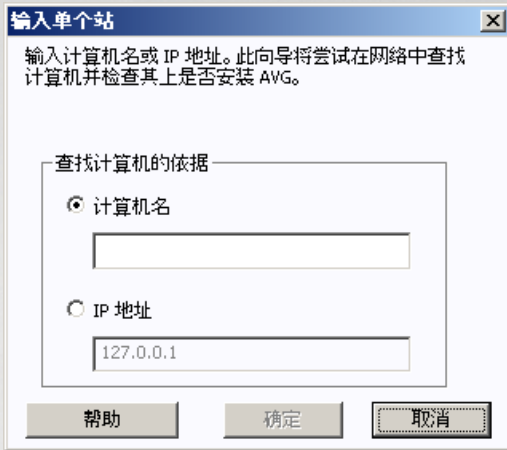 输入单个站
输入计算机名或 IP 地址。此向导将尝试在网络中查找
计算机并检查其上是否安装 AVG。
查找计算机的依据
计算机名
IP 地址
127.0.0.1
帮助 确定 取消